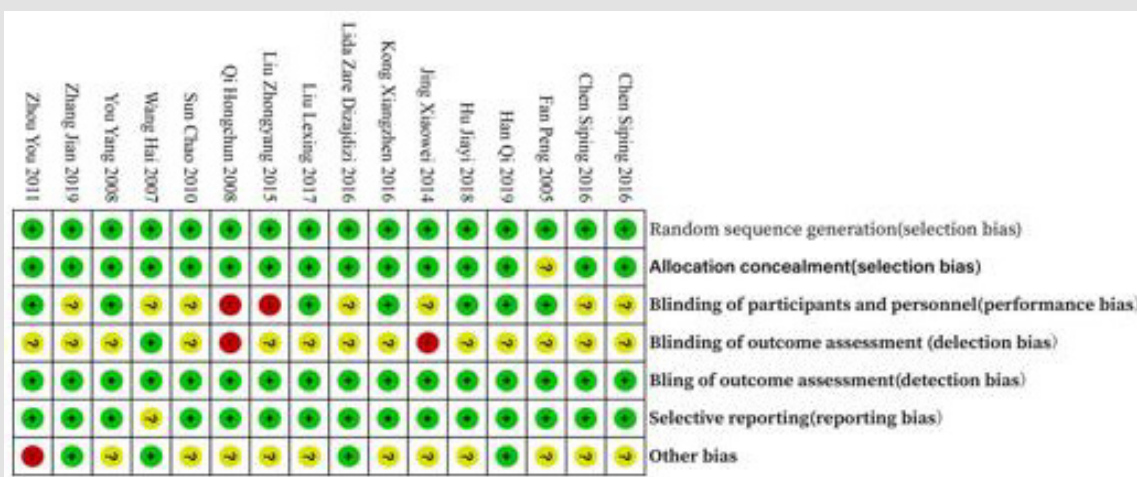 Zhou You 2011
Zhang Jian 2019
You Yang 2008
Wang Hai 2007
Sun Chao 2010
Qi Hongchun 2008
Liu Zhongyang 2015
Liu Lexing 2017
Lida Zare Dizajdizi 2016
Kong Xiangzhen 2016
Jing Xiaowei 2014
Hu Jiayi 2018
Han Qi 2019
Fan Peng 2005
Chen Siping 2016
Chen Siping 2016
+ + + + + + + + + + + + + + + + Random sequence generation(selection bias)
+ + + + + + + + + + + + + ? + + Allocation concealment(selection bias)
+ ? + ? ? - - + ? + ? + + + ? ? Blinding of participants and personnel(performance bias)
? ? ? + ? - ? ? ? ? - ? ? ? ? ? Blinding of outcome assessment (delection bias)
+ + + + + + + + + + + + + + + + Bling of outcome assessment(detection bias)
+ + + ? + + + + + + + + + + + + Selective reporting(reporting bias)
- + ? + ? ? ? ? + ? ? ? + ? ? ? Other bias